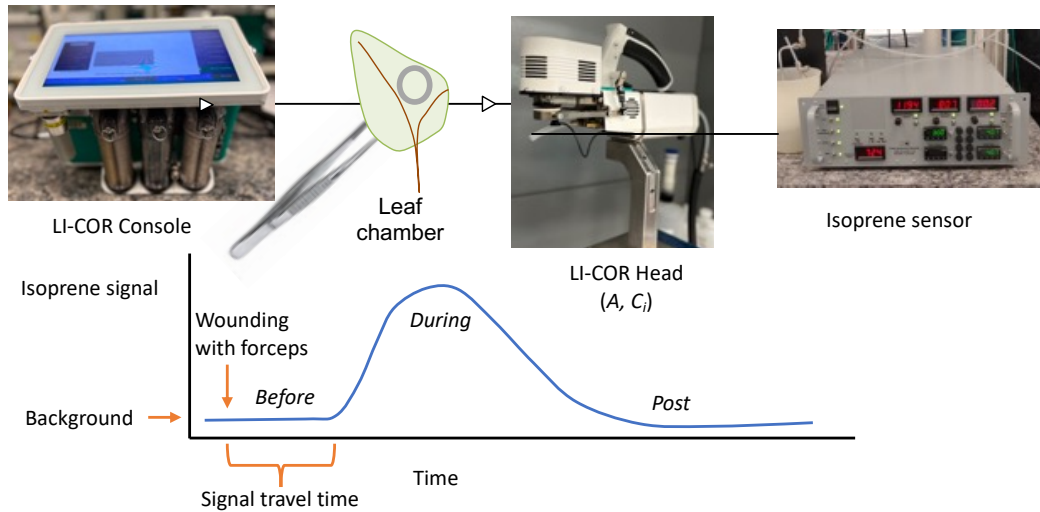 LI-COR Console
Leaf
chamber
LI-COR Head
(A, Cᵢ)
Isoprene sensor
Isoprene signal
Wounding
with forceps
During
Before
Post
Background
Time
Signal travel time